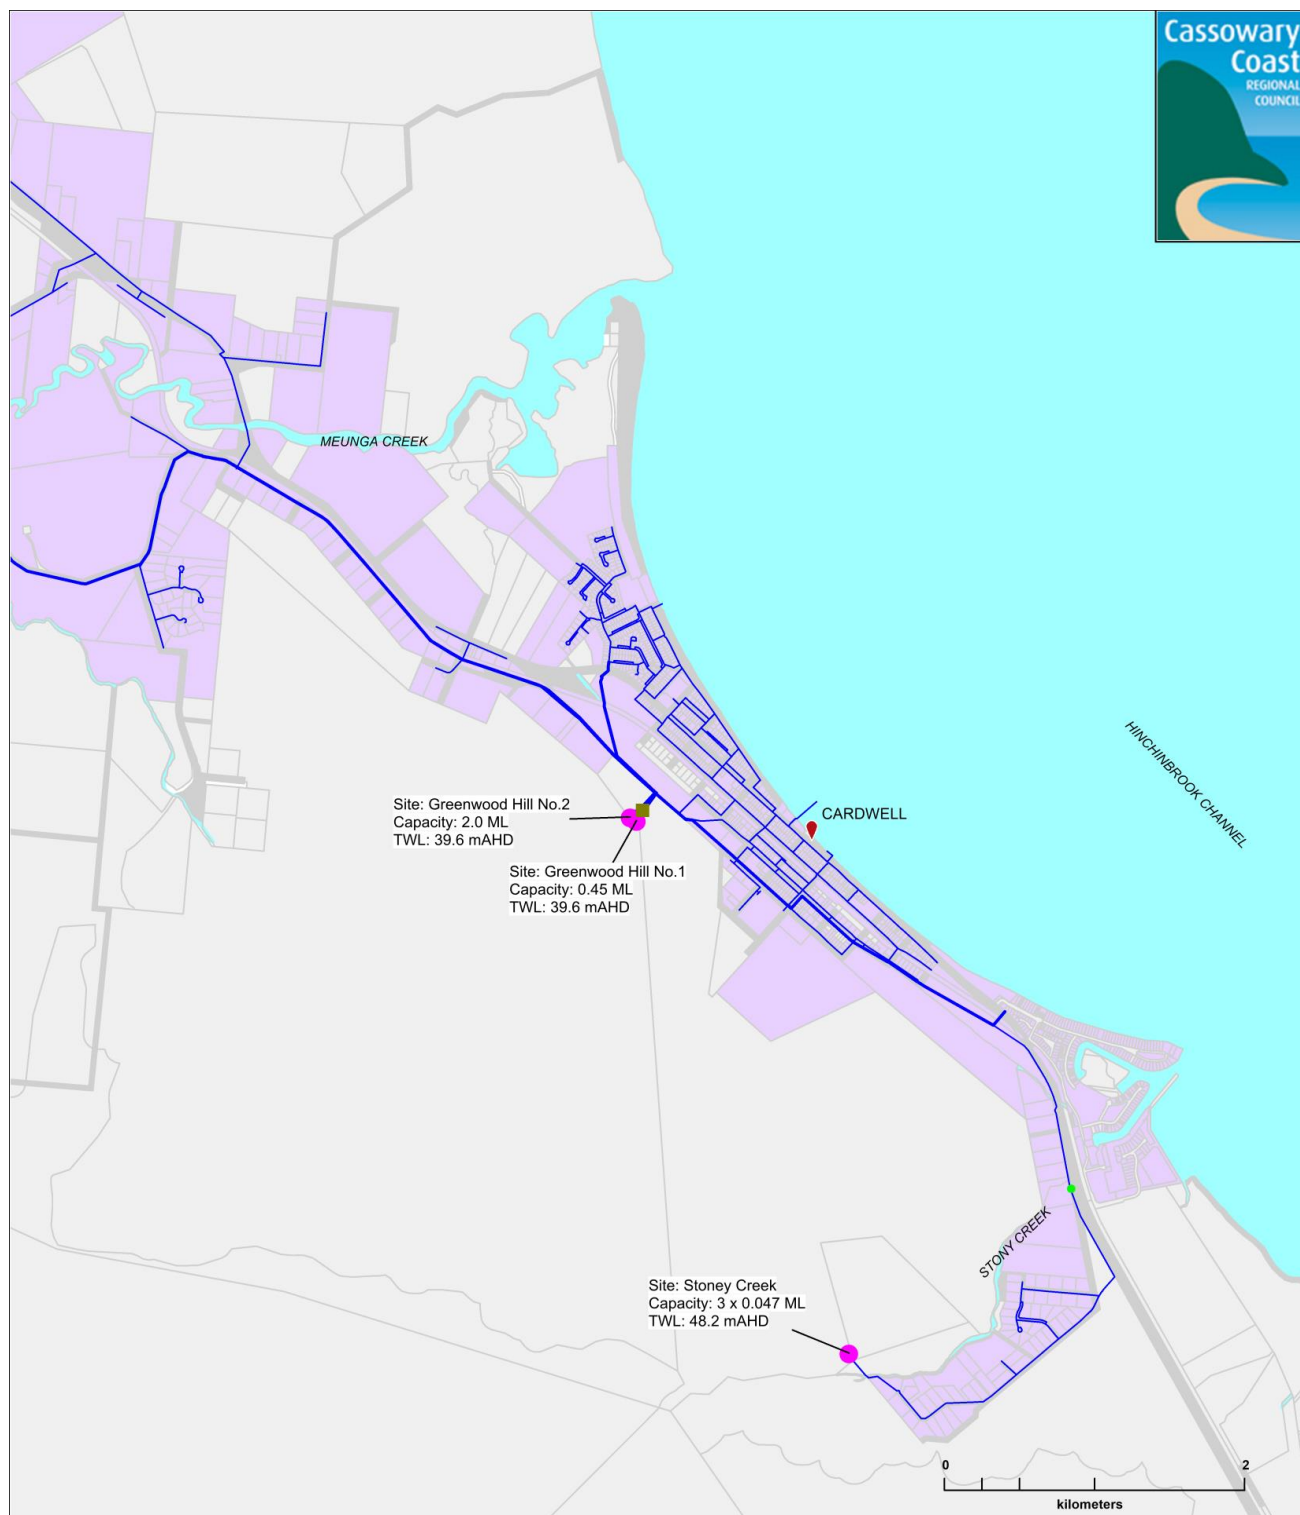 Cassowary
Coast
REGIONAL
COUNCIL
MEUNGA CREEK
HINCHINBROOK CHANNEL
Site: Greenwood Hill No.2
Capacity: 2.0 ML
TWL: 39.6 mAHD
CARDWELL
Site: Greenwood Hill No.1
Capacity: 0.45 ML
TWL: 39.6 mAHD
STONY CREEK
Site: Stoney Creek
Capacity: 3 x 0.047 ML
TWL: 48.2 mAHD
0 2
kilometers